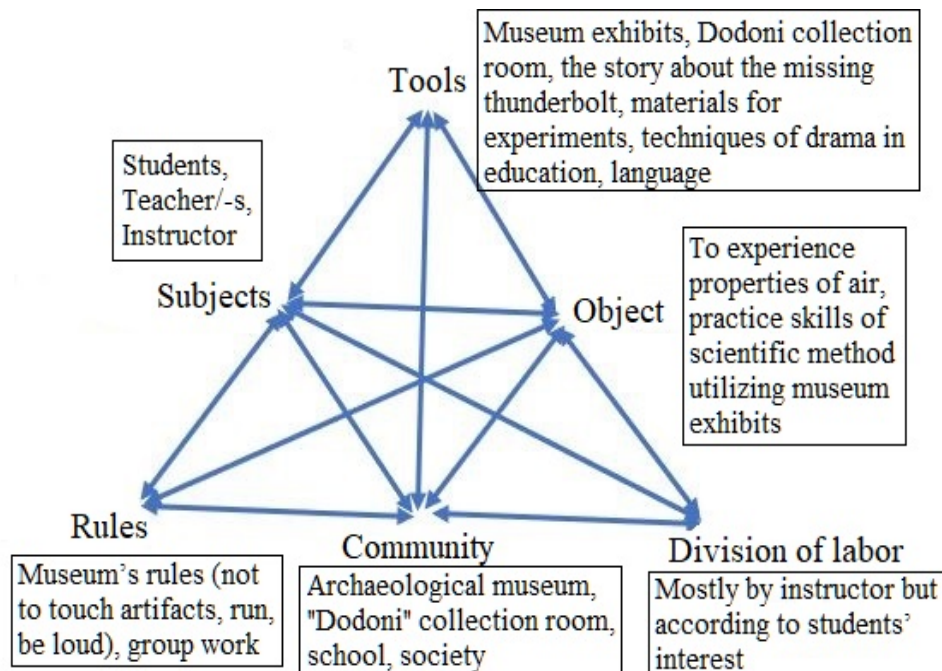 Museum exhibits, Dodoni collection
room, the story about the missing
thunderbolt, materials for
experiments, techniques of drama in
education, language
Tools
Students,
Teacher/-s,
Instructor
Subjects
To experience
properties of air,
practice skills of
scientific method
utilizing museum
exhibits
Object
Rules
Museum's rules (not
to touch artifacts, run,
be loud), group work
Community
Archaeological museum,
"Dodoni" collection room,
school, society
Division of labor
Mostly by instructor but
according to students'
interest